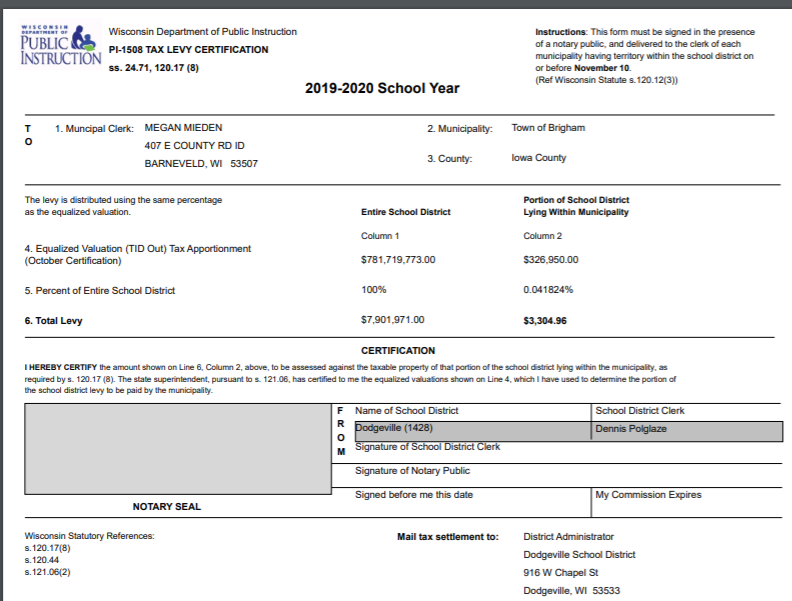 WISCONSIN
DEPARTMENT OF
PUBLIC
INSTRUCTION
Wisconsin Department of Public Instruction
PI-1508 TAX LEVY CERTIFICATION
ss. 24.71, 120.17 (8)
Instructions: This form must be signed in the presence
of a notary public, and delivered to the clerk of each
municipality having territory within the school district on
or before November 10.
(Ref Wisconsin Statute s.120.12(3))
2019-2020 School Year
TO
1. Muncipal Clerk: MEGAN MIEDEN
407 E COUNTY RD ID
BARNEVELD, WI 53507
2. Municipality: Town of Brigham
3. County: Iowa County
The levy is distributed using the same percentage
as the equalized valuation.
Entire School District
Portion of School District
Lying Within Municipality
Column 1 Column 2
4. Equalized Valuation (TID Out) Tax Apportionment
(October Certification) $781,719,773.00 $326,950.00
5. Percent of Entire School District 100% 0.041824%
6. Total Levy $7,901,971.00 $3,304.96
CERTIFICATION
I HEREBY CERTIFY the amount shown on Line 6, Column 2, above, to be assessed against the taxable property of that portion of the school district lying within the municipality, as
required by s. 120.17 (8). The state superintendent, pursuant to s. 121.06, has certified to me the equalized valuations shown on Line 4, which I have used to determine the portion of
the school district levy to be paid by the municipality.
NOTARY SEAL
FROM
Name of School District School District Clerk
Dodgeville (1428) Dennis Polglaze
Signature of School District Clerk
Signature of Notary Public
Signed before me this date My Commission Expires
Wisconsin Statutory References:
s.120.17(8)
s.120.44
s.121.06(2)
Mail tax settlement to: District Administrator
Dodgeville School District
916 W Chapel St
Dodgeville, WI 53533